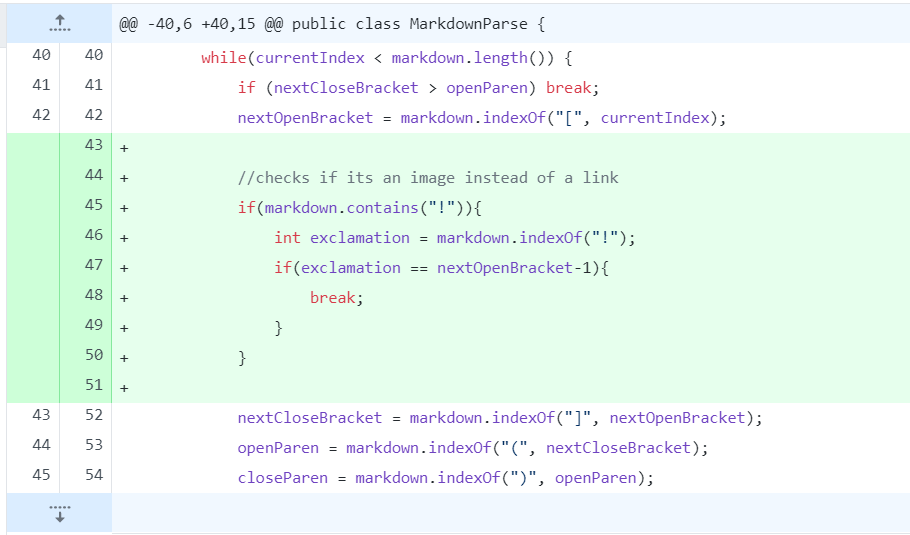 @@ -40,6 +40,15 @@ public class MarkdownParse {
40 40 while(currentIndex < markdown.length()) {
41 41 if (nextCloseBracket > openParen) break;
42 42 nextOpenBracket = markdown.indexOf("[", currentIndex);
43 +
44 + //checks if its an image instead of a link
45 + if(markdown.contains("!")){
46 + int exclamation = markdown.indexOf("!");
47 + if(exclamation == nextOpenBracket-1){
48 + break;
49 + }
50 + }
51 +
43 52 nextCloseBracket = markdown.indexOf("]", nextOpenBracket);
44 53 openParen = markdown.indexOf("(", nextCloseBracket);
45 54 closeParen = markdown.indexOf(")", openParen);